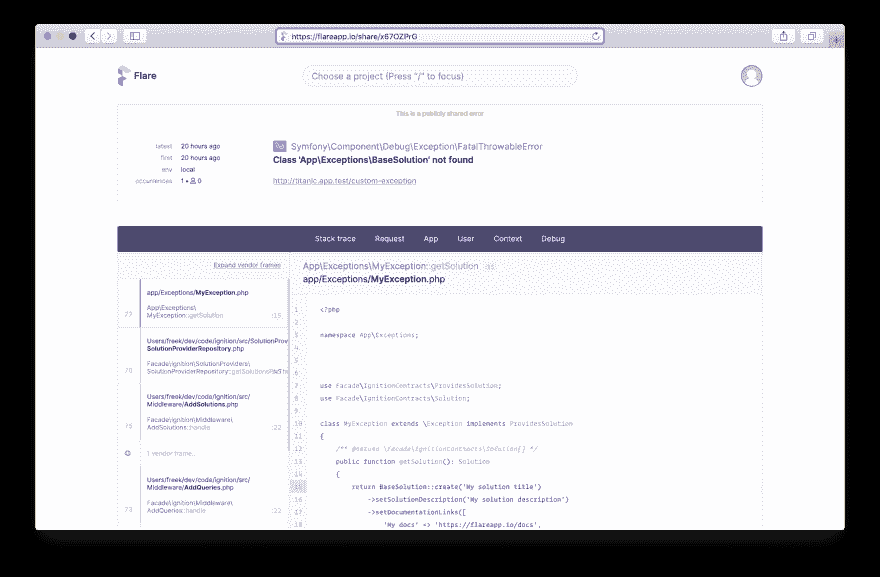 https://flareapp.io/share/x67OZPrG
Flare
Choose a project (Press "/" to focus)
This is a publicly shared error
latest 20 hours ago
first 20 hours ago
env local
occurrences 1 • 0
Symfony\Component\Debug\Exception\FatalThrowableError
Class 'App\Exceptions\BaseSolution' not found
http://titanic.app.test/custom-exception
Stack trace Request App User Context Debug
Expand vendor frames
app/Exceptions/MyException.php
App\Exceptions\
MyException::getSolution :15
Users/freek/dev/code/ignition/src/SolutionProv
SolutionProviderRepository.php
Facade\Ignition\SolutionProviders\
SolutionProviderRepository::
Users/freek/dev/code/ignition/src/
Middleware/AddSolutions.php
Facade\Ignition\Middleware\
AddSolutions::handle :22
1 vendor frame…
Users/freek/dev/code/ignition/src/
Middleware/AddQueries.php
Facade\Ignition\Middleware\
AddQueries::handle :22
App\Exceptions\MyException::getSolution :15
app/Exceptions/MyException.php
1 <?php
2
3 namespace App\Exceptions;
4
5
6
7 use Facade\IgnitionContracts\ProvidesSolution;
8 use Facade\IgnitionContracts\Solution;
9
10 class MyException extends \Exception implements ProvidesSolution
11 {
12 /** @return \Facade\IgnitionContracts\Solution[] */
13 public function getSolution(): Solution
14 {
15 return BaseSolution::create('My solution title')
16 ->setSolutionDescription('My solution description')
17 ->setDocumentationLinks([
18 'My docs' => 'https://flareapp.io/docs',